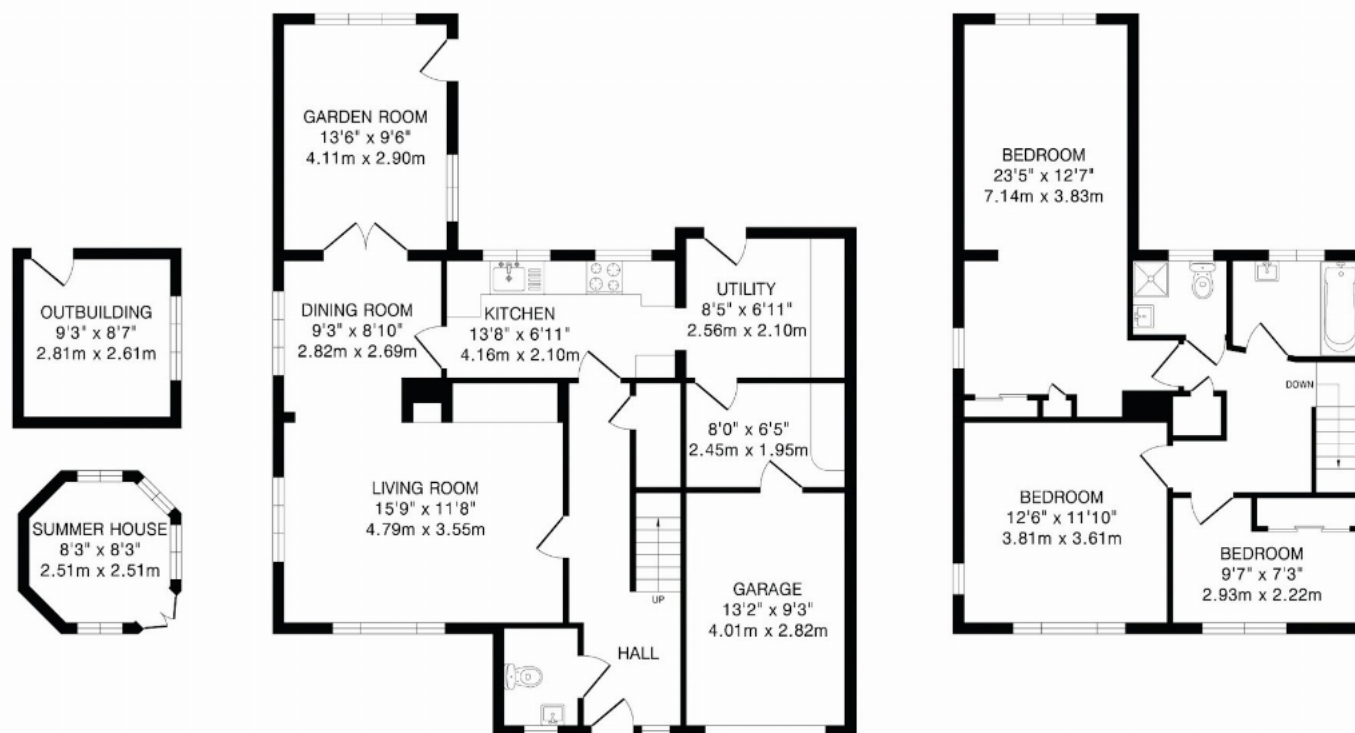 GARDEN ROOM
13'6" x 9'6"
4.11m x 2.90m
BEDROOM
23'5" x 12'7"
7.14m x 3.83m
OUTBUILDING
9'3" x 8'7"
2.81m x 2.61m
DINING ROOM
9'3" x 8'10"
2.82m x 2.69m
KITCHEN
13'8" x 6'11"
4.16m x 2.10m
UTILITY
8'5" x 6'11"
2.56m x 2.10m
DOWN
8'0" x 6'5"
2.45m x 1.95m
SUMMER HOUSE
8'3" x 8'3"
2.51m x 2.51m
LIVING ROOM
15'9" x 11'8"
4.79m x 3.55m
BEDROOM
12'6" x 11'10"
3.81m x 3.61m
BEDROOM
9'7" x 7'3"
2.93m x 2.22m
UP
GARAGE
13'2" x 9'3"
4.01m x 2.82m
HALL